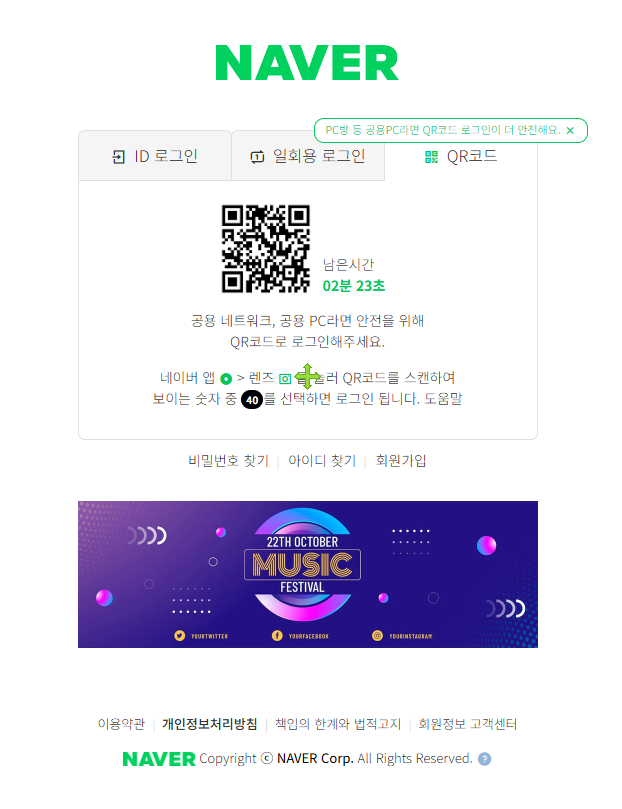 NAVER
PC방 등 공용PC라면 QR코드 로그인이 더 안전해요. ✕
ID 로그인
일회용 로그인
QR코드
남은시간
02분 23초
공용 네트워크, 공용 PC라면 안전을 위해
QR코드로 로그인해주세요.
네이버 앱 > 렌즈 눌러 QR코드를 스캔하여
보이는 숫자 중 40를 선택하면 로그인 됩니다. 도움말
비밀번호 찾기 | 아이디 찾기 | 회원가입
22TH OCTOBER
MUSIC
FESTIVAL
YOURTWITTER YOURFACEBOOK YOURINSTAGRAM
이용약관 | 개인정보처리방침 | 책임의 한계와 법적고지 | 회원정보 고객센터
NAVER Copyright ⓒ NAVER Corp. All Rights Reserved. ?